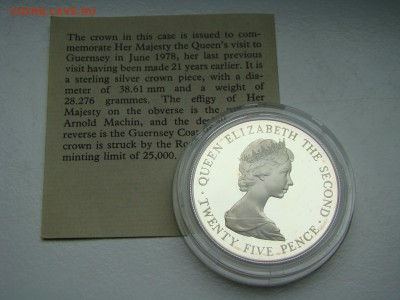 The crown in this case is issued to com-
memorate Her Majesty the Queen's visit to
Guernsey in June 1978, her last previous
visit having been made 21 years earlier. It is
a sterling silver crown piece, with a dia-
meter of 38.61 mm and a weight of
28.276 grammes. The effigy of Her
Majesty on the obverse is the
Arnold Machin, and the
reverse is the Guernsey
crown is struck by the
minting limit of 25,000.
· QUEEN ELIZABETH THE SECOND ·
TWENTY FIVE PENCE